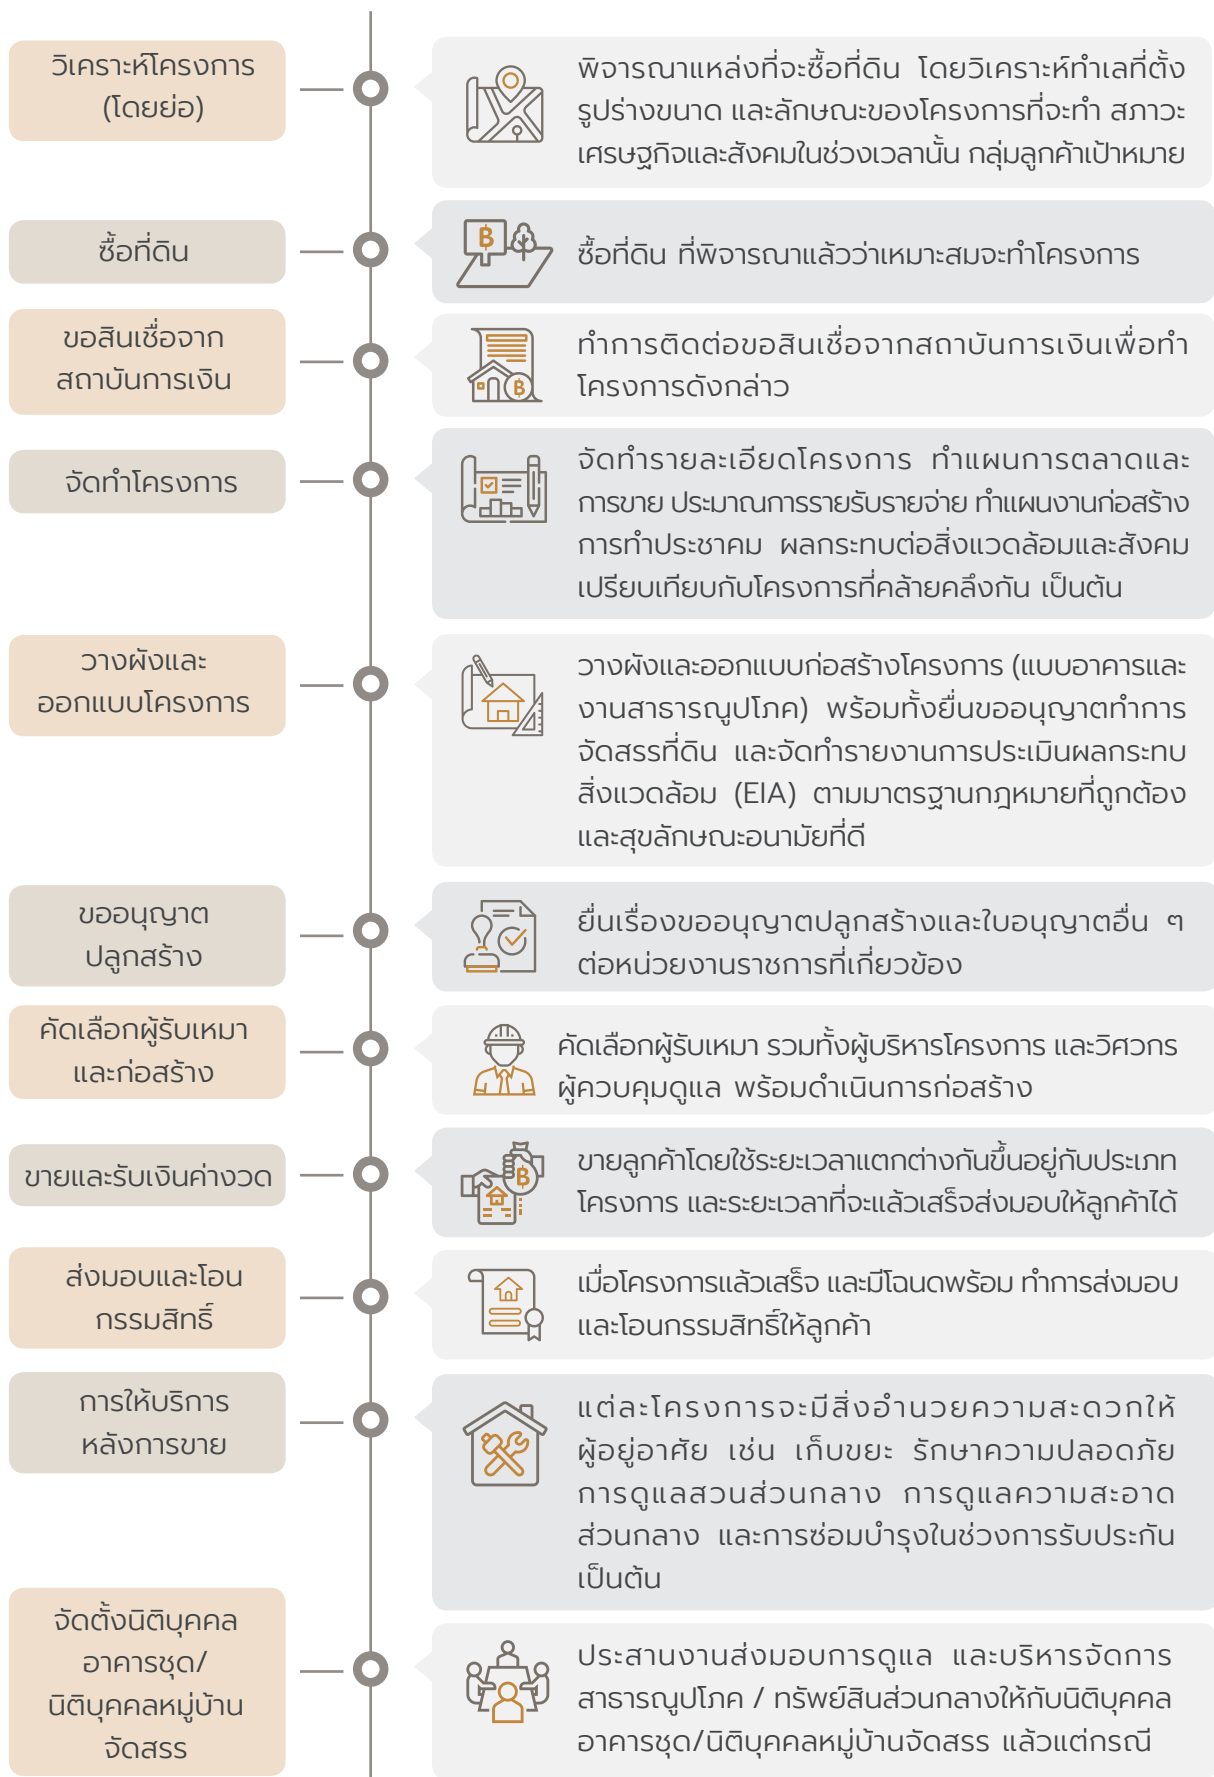 วิเคราะห์โครงการ
(โดยย่อ)
พิจารณาแหล่งที่จะซื้อที่ดิน โดยวิเคราะห์ทำเลที่ตั้ง
รูปร่างขนาด และลักษณะของโครงการที่จะทำ สภาวะ
เศรษฐกิจและสังคมในช่วงเวลานั้น กลุ่มลูกค้าเป้าหมาย
ซื้อที่ดิน
ซื้อที่ดิน ที่พิจารณาแล้วว่าเหมาะสมจะทำโครงการ
ขอสินเชื่อจาก
สถาบันการเงิน
ทำการติดต่อขอสินเชื่อจากสถาบันการเงินเพื่อทำ
โครงการดังกล่าว
จัดทำโครงการ
จัดทำรายละเอียดโครงการ ทำแผนการตลาดและ
การขาย ประมาณการรายรับรายจ่าย ทำแผนงานก่อสร้าง
การทำประชาคม ผลกระทบต่อสิ่งแวดล้อมและสังคม
เปรียบเทียบกับโครงการที่คล้ายคลึงกัน เป็นต้น
วางผังและ
ออกแบบโครงการ
วางผังและออกแบบก่อสร้างโครงการ (แบบอาคารและ
งานสาธารณูปโภค) พร้อมทั้งยื่นขออนุญาตทำการ
จัดสรรที่ดิน และจัดทำรายงานการประเมินผลกระทบ
สิ่งแวดล้อม (EIA) ตามมาตรฐานกฎหมายที่ถูกต้อง
และสุขลักษณะอนามัยที่ดี
ขออนุญาต
ปลูกสร้าง
ยื่นเรื่องขออนุญาตปลูกสร้างและใบอนุญาตอื่น ๆ
ต่อหน่วยงานราชการที่เกี่ยวข้อง
คัดเลือกผู้รับเหมา
และก่อสร้าง
คัดเลือกผู้รับเหมา รวมทั้งผู้บริหารโครงการ และวิศวกร
ผู้ควบคุมดูแล พร้อมดำเนินการก่อสร้าง
ขายและรับเงินค่างวด
ขายลูกค้าโดยใช้ระยะเวลาแตกต่างกันขึ้นอยู่กับประเภท
โครงการ และระยะเวลาที่จะแล้วเสร็จส่งมอบให้ลูกค้าได้
ส่งมอบและโอน
กรรมสิทธิ์
เมื่อโครงการแล้วเสร็จ และมีโฉนดพร้อม ทำการส่งมอบ
และโอนกรรมสิทธิ์ให้ลูกค้า
การให้บริการ
หลังการขาย
แต่ละโครงการจะมีสิ่งอำนวยความสะดวกให้
ผู้อยู่อาศัย เช่น เก็บขยะ รักษาความปลอดภัย
การดูแลสวนส่วนกลาง การดูแลความสะอาด
ส่วนกลาง และการซ่อมบำรุงในช่วงการรับประกัน
เป็นต้น
จัดตั้งนิติบุคคล
อาคารชุด/
นิติบุคคลหมู่บ้าน
จัดสรร
ประสานงานส่งมอบการดูแล และบริหารจัดการ
สาธารณูปโภค / ทรัพย์สินส่วนกลางให้กับนิติบุคคล
อาคารชุด/นิติบุคคลหมู่บ้านจัดสรร แล้วแต่กรณี